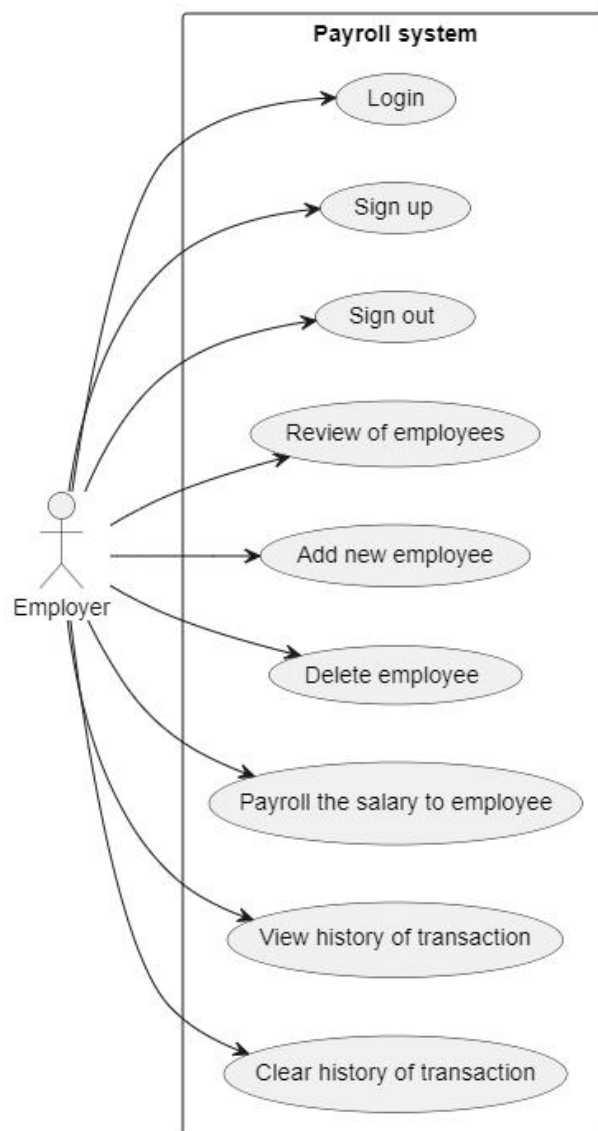 Payroll system
Login
Sign up
Sign out
Review of employees
Add new employee
Employer
Delete employee
Payroll the salary to employee
View history of transaction
Clear history of transaction